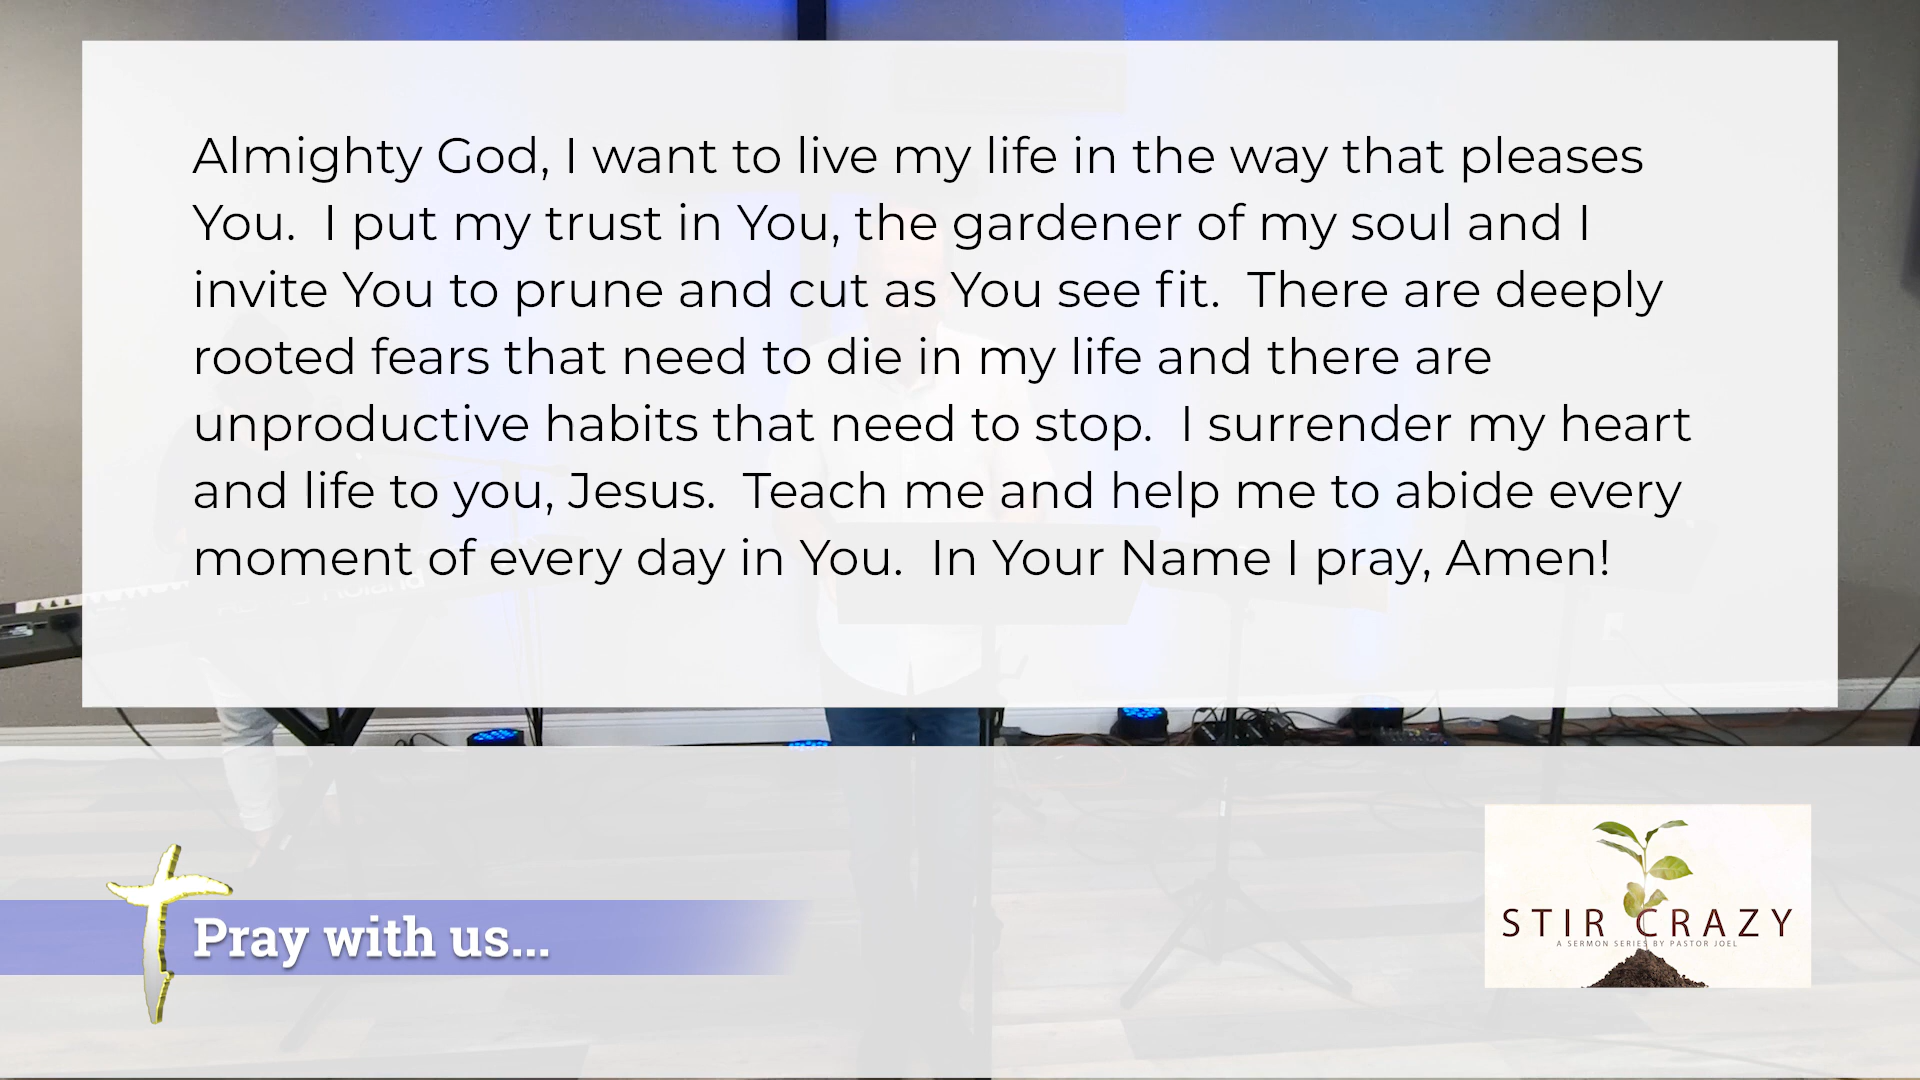 Almighty God, I want to live my life in the way that pleases
You.  I put my trust in You, the gardener of my soul and I
invite You to prune and cut as You see fit.  There are deeply
rooted fears that need to die in my life and there are
unproductive habits that need to stop.  I surrender my heart
and life to you, Jesus.  Teach me and help me to abide every
moment of every day in You.  In Your Name I pray, Amen!
Roland
Pray with us...
STIR CRAZY
A SERMON SERIES BY PASTOR JOEL